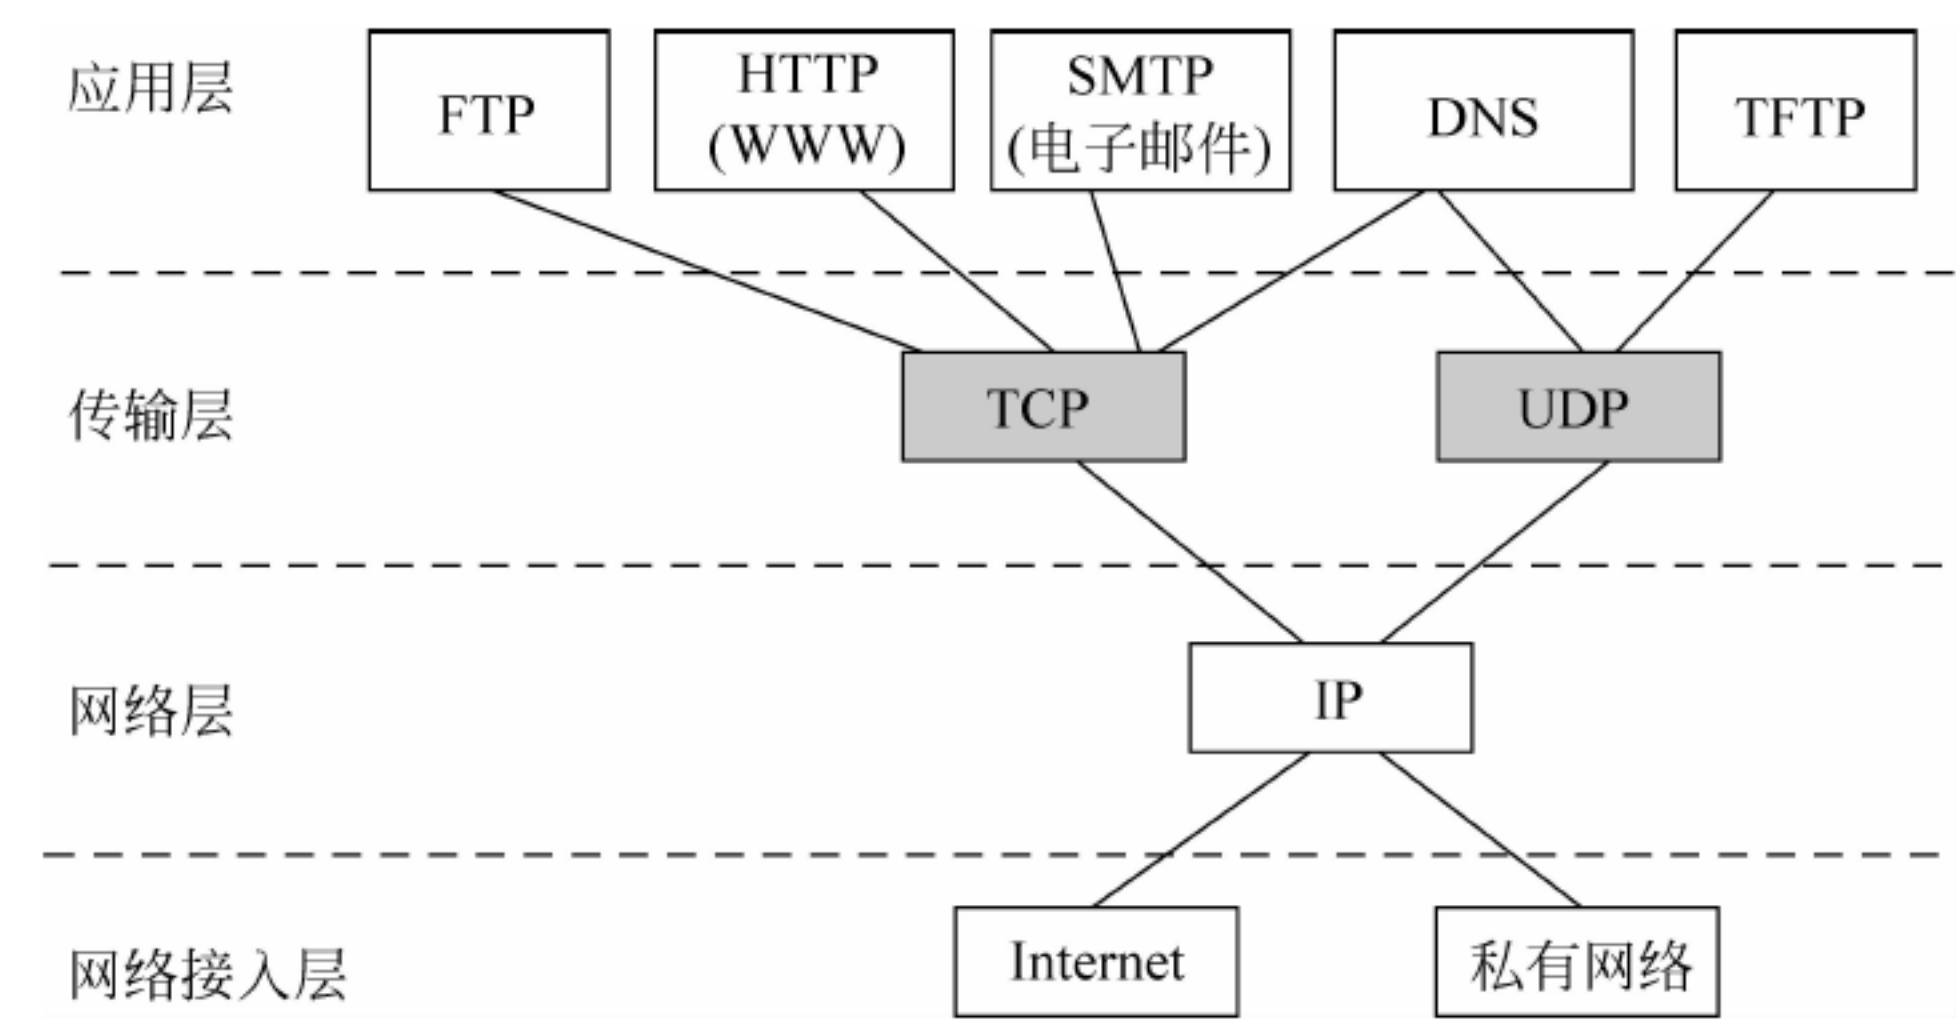 应用层
FTP
HTTP
(WWW)
SMTP
(电子邮件)
DNS
TFTP
传输层
TCP
UDP
网络层
IP
网络接入层
Internet
私有网络